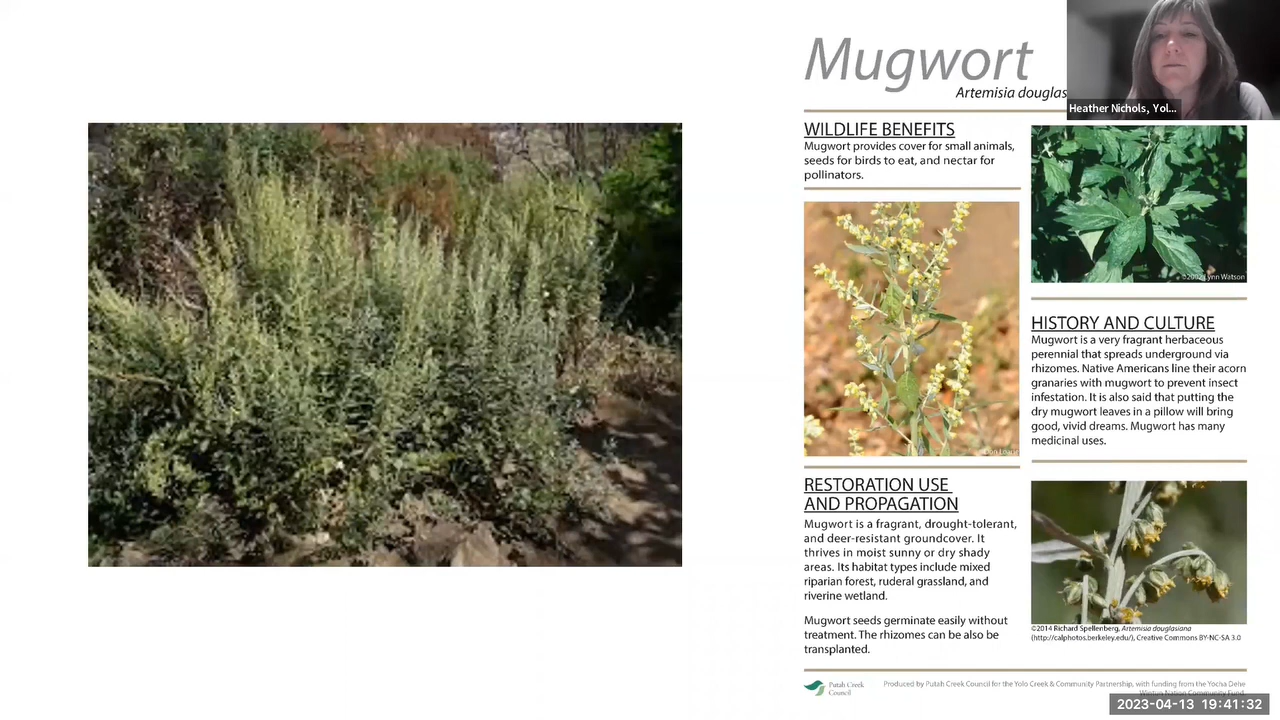 Mugwort
Artemisia douglas
Heather Nichols, Yol...
WILDLIFE BENEFITS
Mugwort provides cover for small animals,
seeds for birds to eat, and nectar for
pollinators.
©2002 Lynn Watson
HISTORY AND CULTURE
Mugwort is a very fragrant herbaceous
perennial that spreads underground via
rhizomes. Native Americans line their acorn
granaries with mugwort to prevent insect
infestation. It is also said that putting the
dry mugwort leaves in a pillow will bring
good, vivid dreams. Mugwort has many
medicinal uses.
RESTORATION USE
AND PROPAGATION
Mugwort is a fragrant, drought-tolerant,
and deer-resistant groundcover. It
thrives in moist sunny or dry shady
areas. Its habitat types include mixed
riparian forest, ruderal grassland, and
riverine wetland.
Mugwort seeds germinate easily without
treatment. The rhizomes can be also be
transplanted.
©2014 Richard Spellenberg, Artemisia douglasiana
(http://calphotos.berkeley.edu/), Creative Commons BY-NC-SA 3.0
Putah Creek
Council
Produced by Putah Creek Council for the Yolo Creek & Community Partnership, with funding from the Yocha Dehe
Wintun Nation Community Fund.
2023-04-13 19:41:32